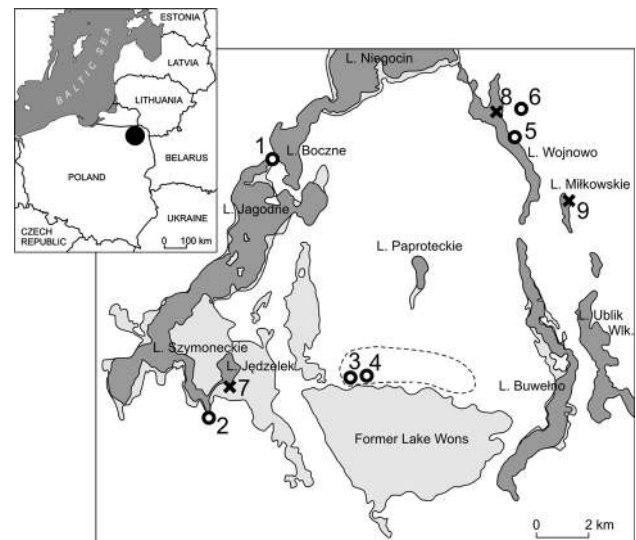 ESTONIA
BALTIC SEA
LATVIA
LITHUANIA
POLAND
BELARUS
UKRAINE
CZECH
REPUBLIC
0 100 km
L. Niegocin
8
6
5
L. Wojnowo
1
L. Boczne
L. Miłkowskie
9
L. Jagodne
L. Paproteckie
L. Ublik
Wlk.
L. Szymoneckie
L. Jędzelek
7
3
4
L. Buwełno
2
Former Lake Wons
0 2 km